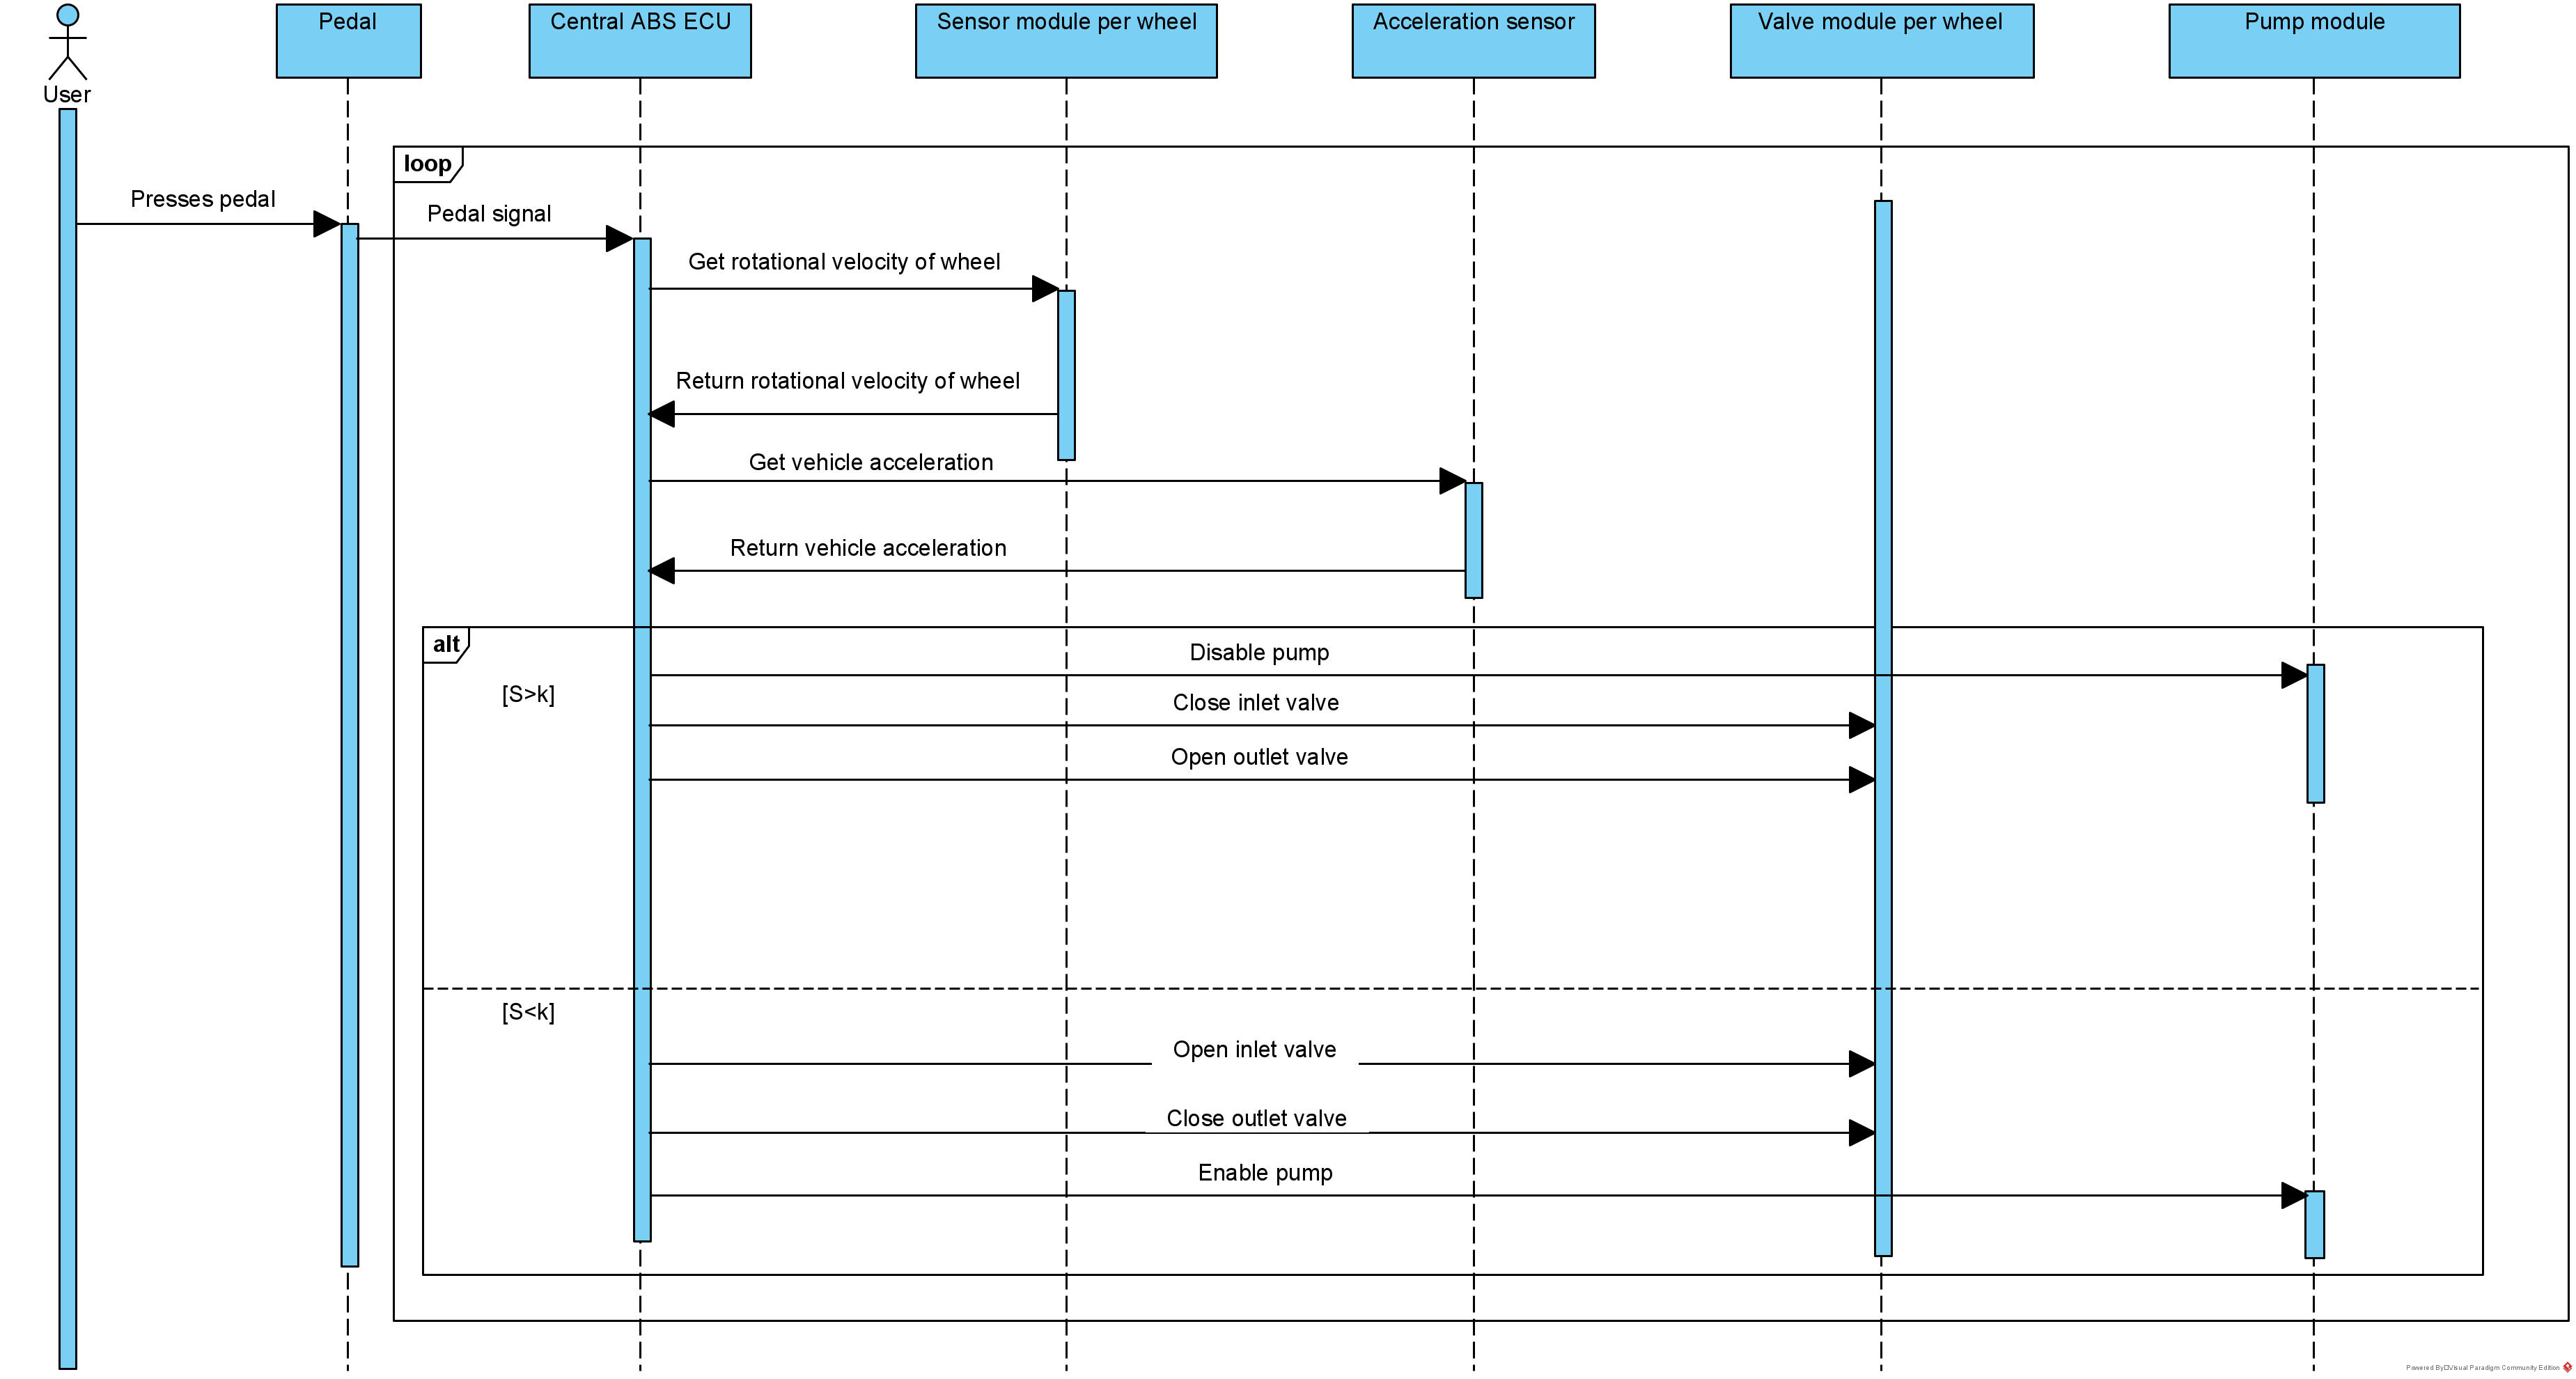 User
Pedal
Central ABS ECU
Sensor module per wheel
Acceleration sensor
Valve module per wheel
Pump module
loop
Presses pedal
Pedal signal
Get rotational velocity of wheel
Return rotational velocity of wheel
Get vehicle acceleration
Return vehicle acceleration
alt
Disable pump
[S>k]
Close inlet valve
Open outlet valve
[S<k]
Open inlet valve
Close outlet valve
Enable pump
Powered By Visual Paradigm Community Edition